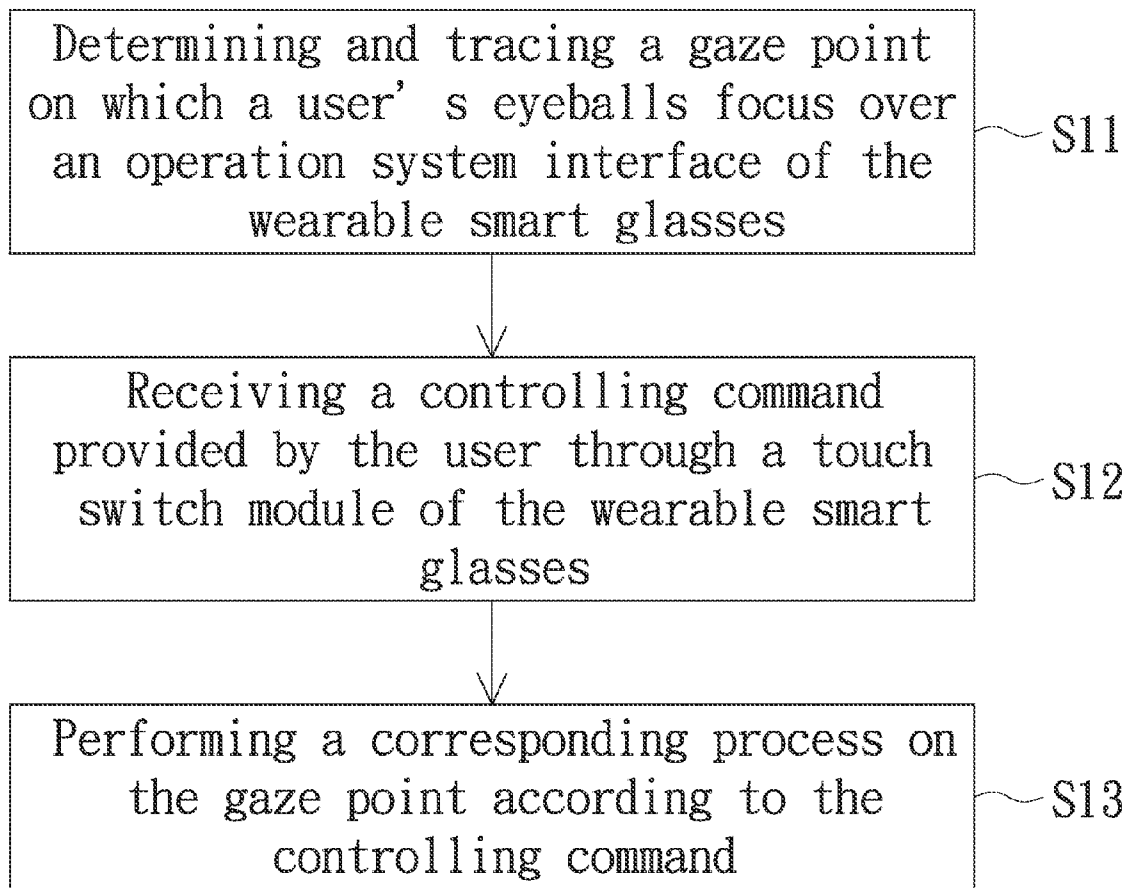 Determining and tracing a gaze point
on which a user's eyeballs focus over
an operation system interface of the
wearable smart glasses
S11
Receiving a controlling command
provided by the user through a touch
switch module of the wearable smart
glasses
S12
Performing a corresponding process on
the gaze point according to the
controlling command
S13